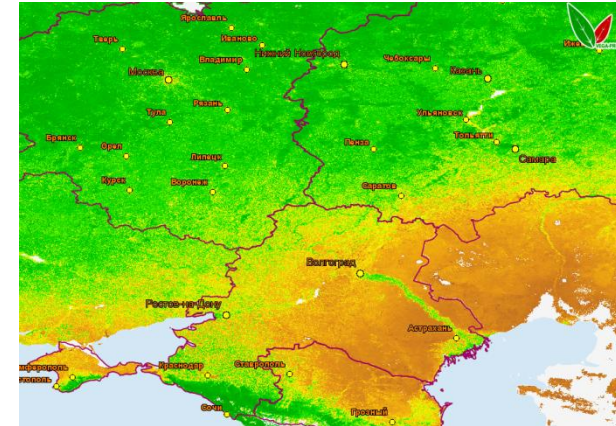 Ярославль
Тверь
Иваново
Владимир
Нижний Новгород
Чебоксары
Казань
Москва
Тула
Рязань
Ульяновск
Тольятти
Самара
Брянск
Орел
Липецк
Пенза
Курск
Воронеж
Саратов
Волгоград
Ростов-на-Дону
Астрахань
Краснодар
Ставрополь
Сочи
Грозный